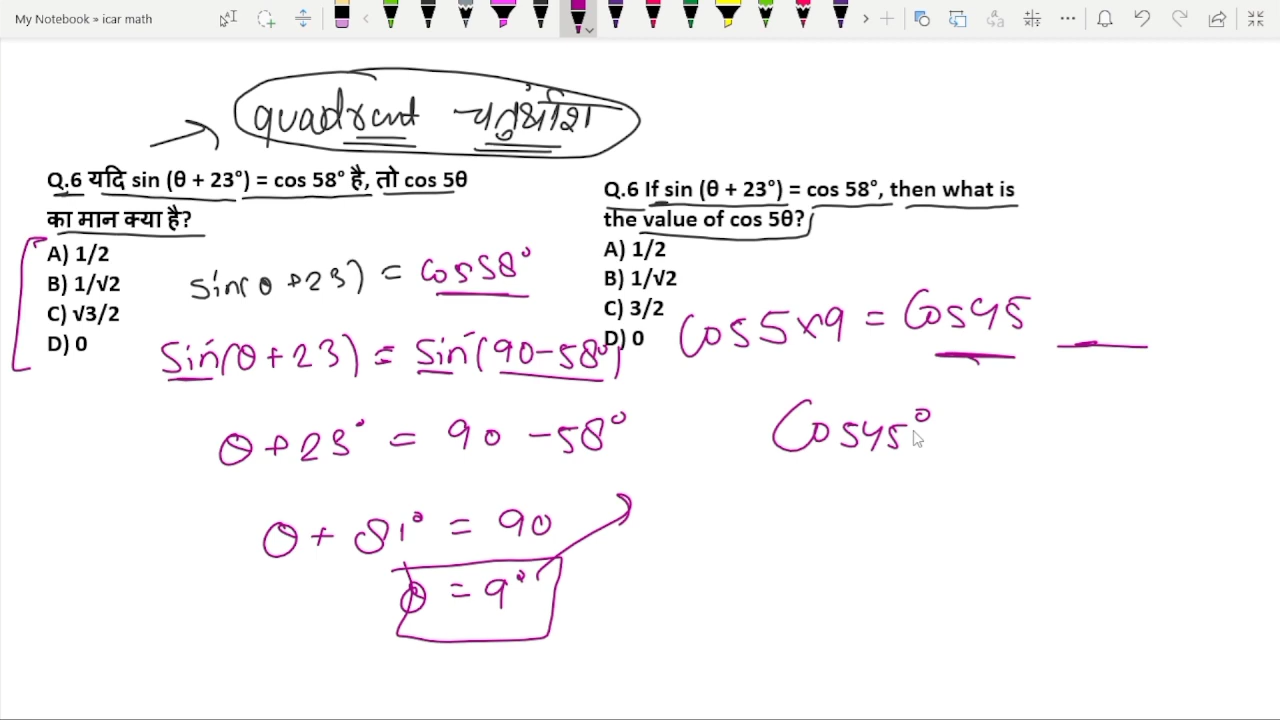 My Notebook » icar math
quadrant चतुर्थांश
Q.6 यदि sin (θ + 23°) = cos 58° है, तो cos 5θ
का मान क्या है?
A) 1/2
B) 1/√2
C) √3/2
D) 0
sin(θ +23) = cos58°
sin(θ+23) = sin(90-58°)
θ+23° = 90 -58°
θ + 81° = 90
θ = 9°
Q.6 If sin (θ + 23°) = cos 58°, then what is
the value of cos 5θ?
A) 1/2
B) 1/√2
C) 3/2
D) 0
Cos5×9 = Cos45
Cos45°